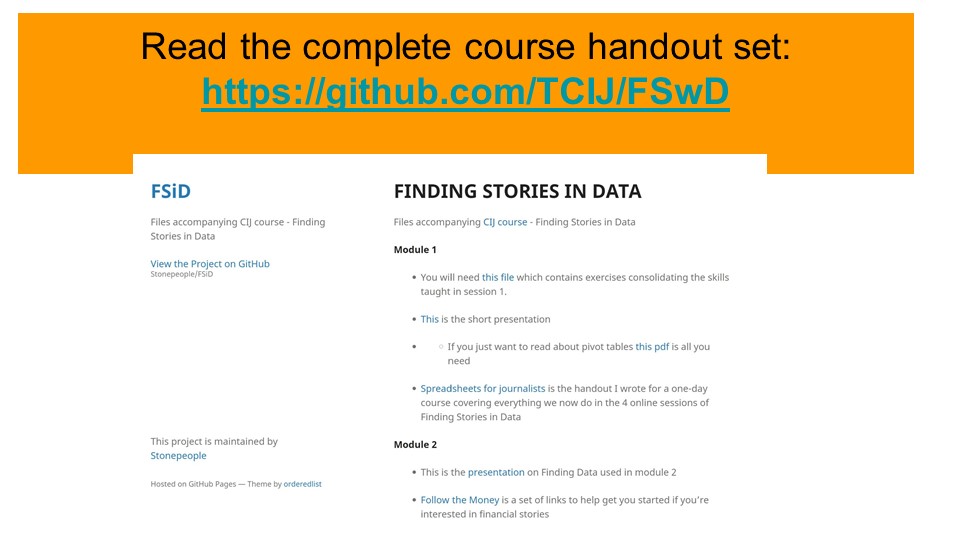 Read the complete course handout set:
https://github.com/TCIJ/FSwD
FSiD
Files accompanying CIJ course - Finding
Stories in Data
View the Project on GitHub
Stonepeople/FSiD
This project is maintained by
Stonepeople
Hosted on GitHub Pages — Theme by orderedlist
FINDING STORIES IN DATA
Files accompanying CIJ course - Finding Stories in Data
Module 1
• You will need this file which contains exercises consolidating the skills
taught in session 1.
• This is the short presentation
• ○ If you just want to read about pivot tables this pdf is all you
need
• Spreadsheets for journalists is the handout I wrote for a one-day
course covering everything we now do in the 4 online sessions of
Finding Stories in Data
Module 2
• This is the presentation on Finding Data used in module 2
• Follow the Money is a set of links to help get you started if you're
interested in financial stories